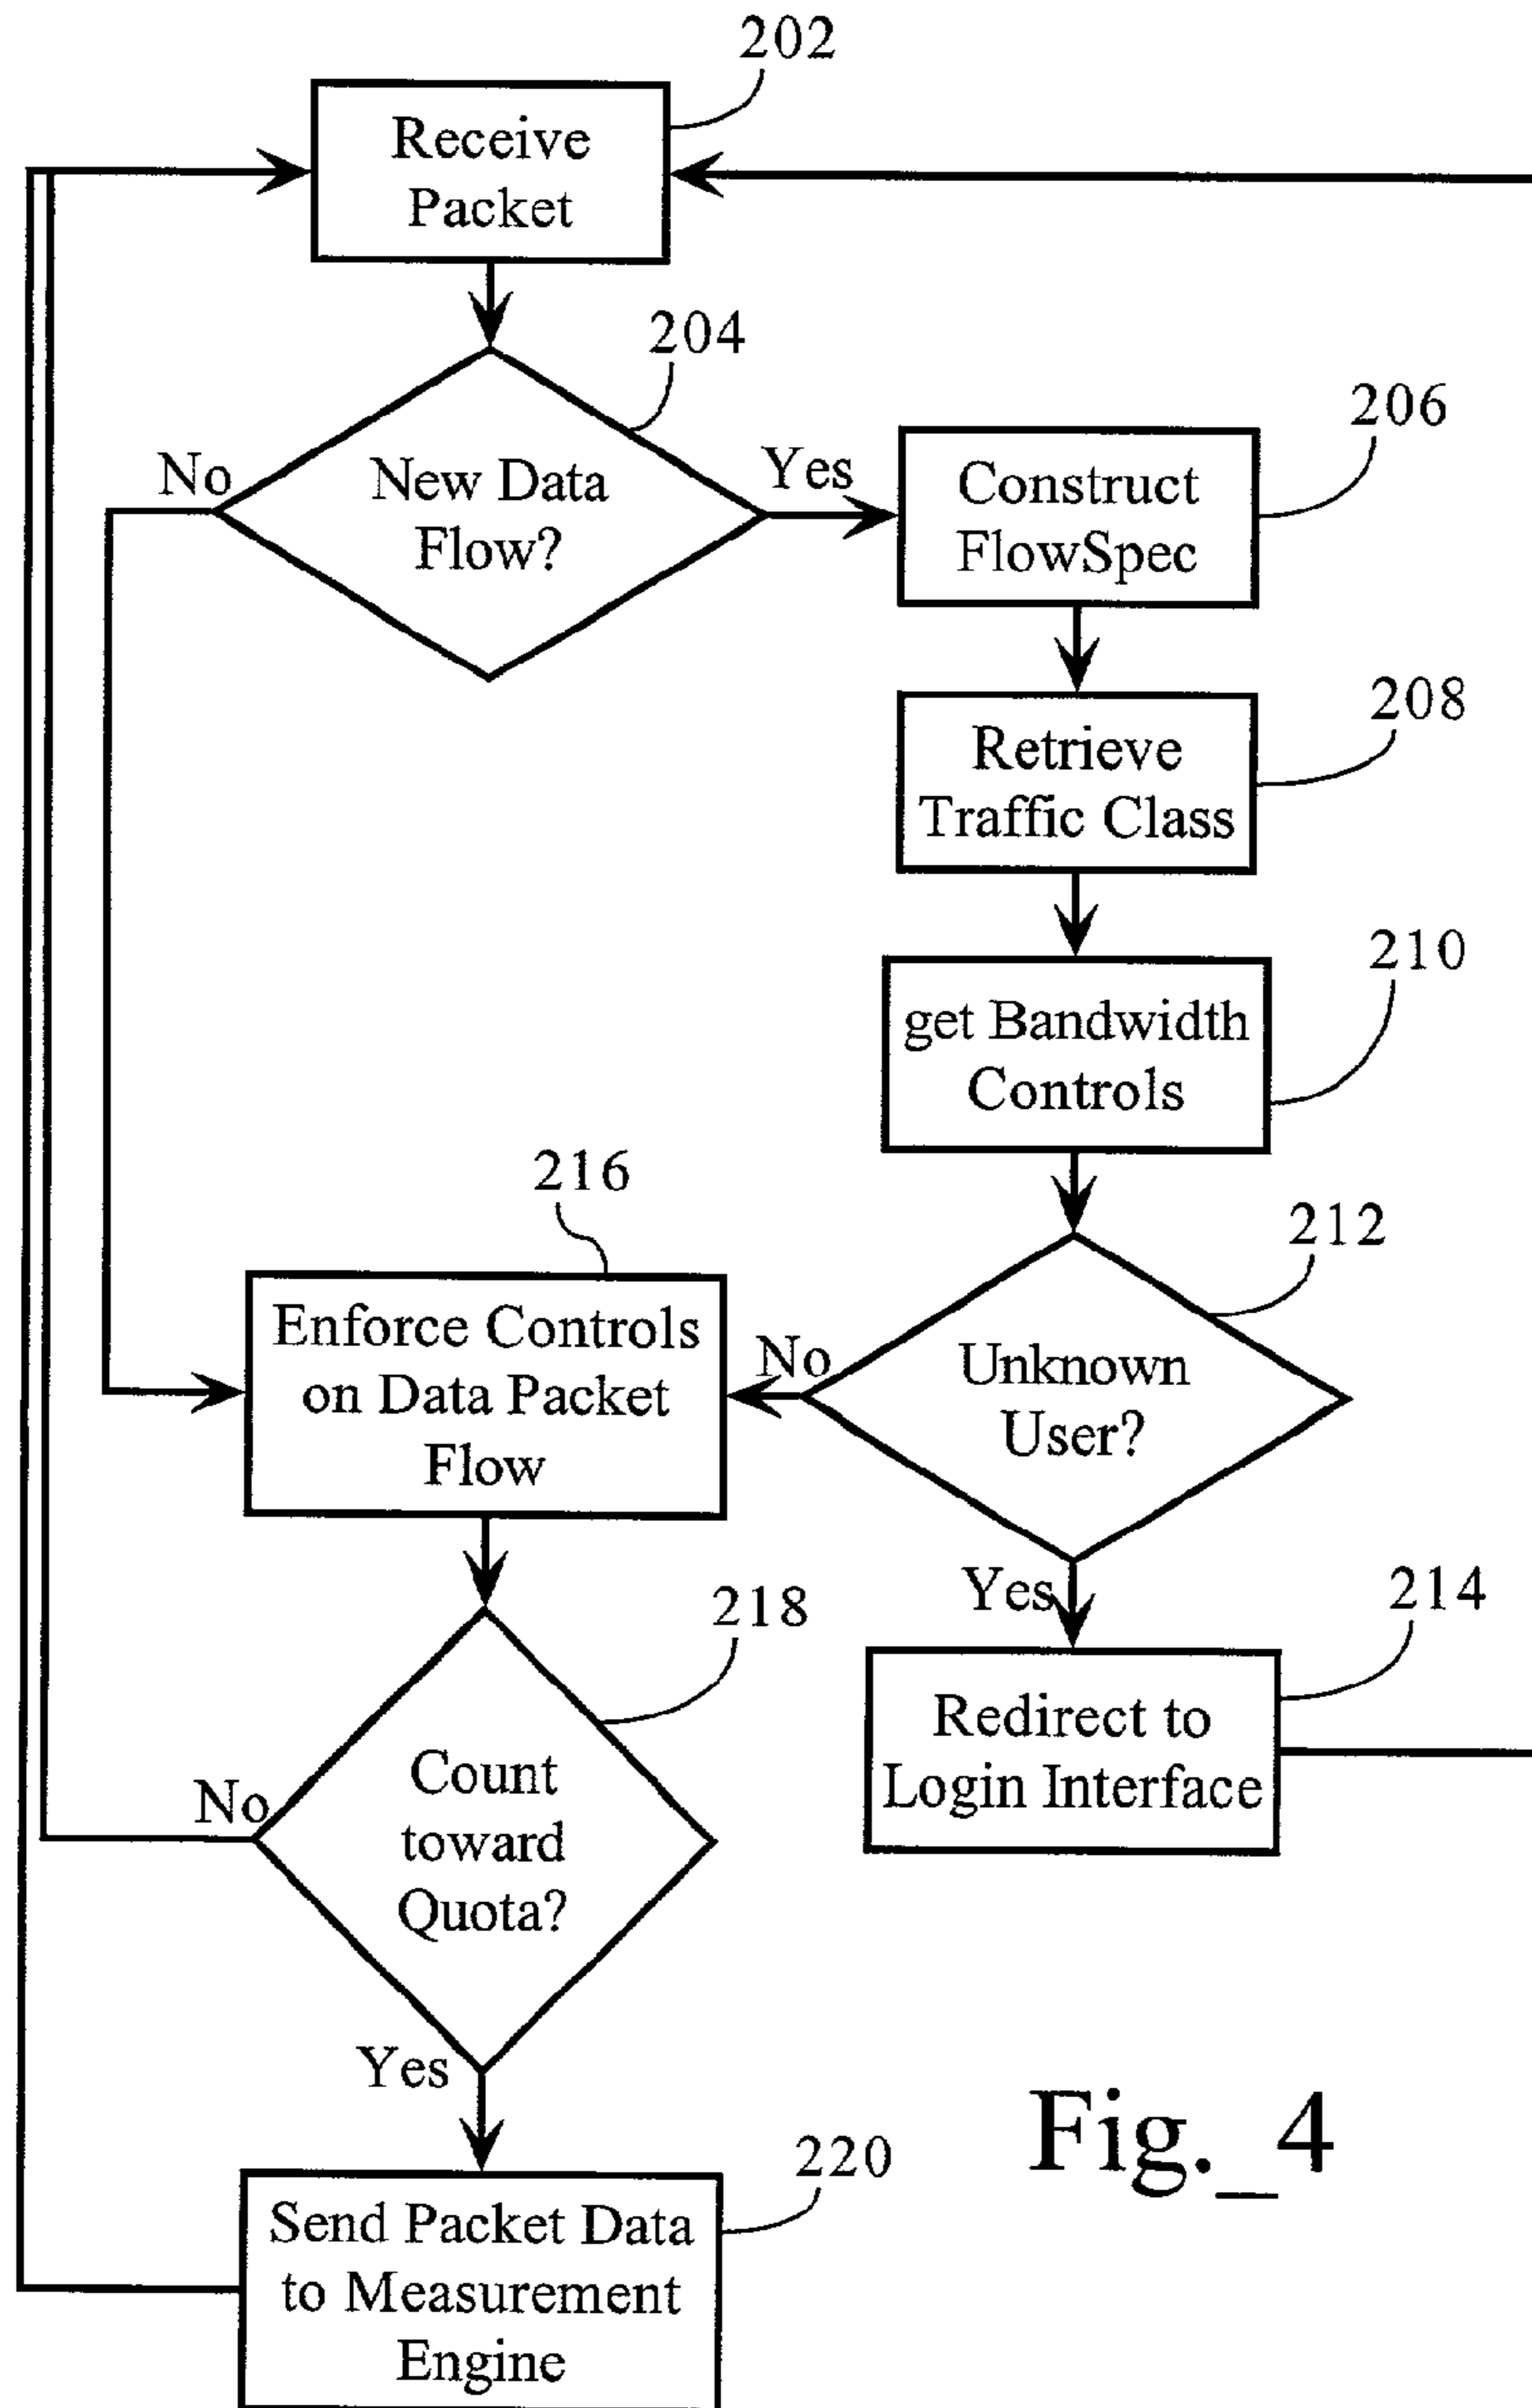 202
Receive
Packet
204
No
New Data
Flow?
Yes
206
Construct
FlowSpec
208
Retrieve
Traffic Class
210
get Bandwidth
Controls
216
212
Enforce Controls
on Data Packet
Flow
No
Unknown
User?
Yes
214
Redirect to
Login Interface
218
No
Count
toward
Quota?
Yes
220
Send Packet Data
to Measurement
Engine
Fig._4